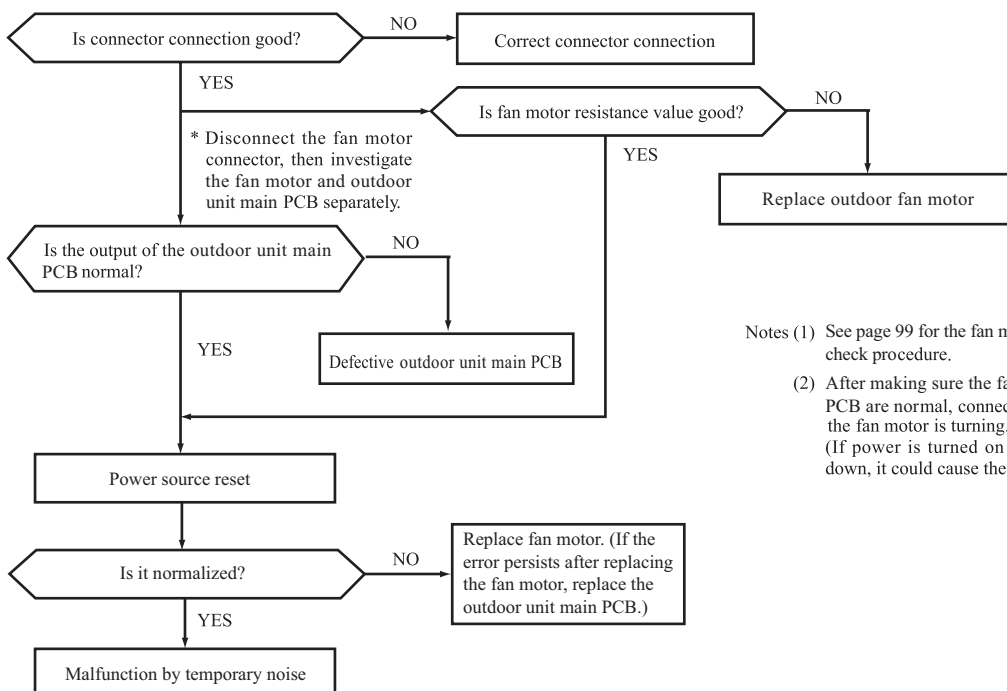 Is connector connection good?
NO
Correct connector connection
YES
Is fan motor resistance value good?
NO
* Disconnect the fan motor
connector, then investigate
the fan motor and outdoor
unit main PCB separately.
YES
Replace outdoor fan motor
Is the output of the outdoor unit main
PCB normal?
NO
YES
Defective outdoor unit main PCB
Notes (1) See page 99 for the fan m
check procedure.
(2) After making sure the fa
PCB are normal, connec
the fan motor is turning.
(If power is turned on
down, it could cause the
Power source reset
Is it normalized?
NO
Replace fan motor. (If the
error persists after replacing
the fan motor, replace the
outdoor unit main PCB.)
YES
Malfunction by temporary noise